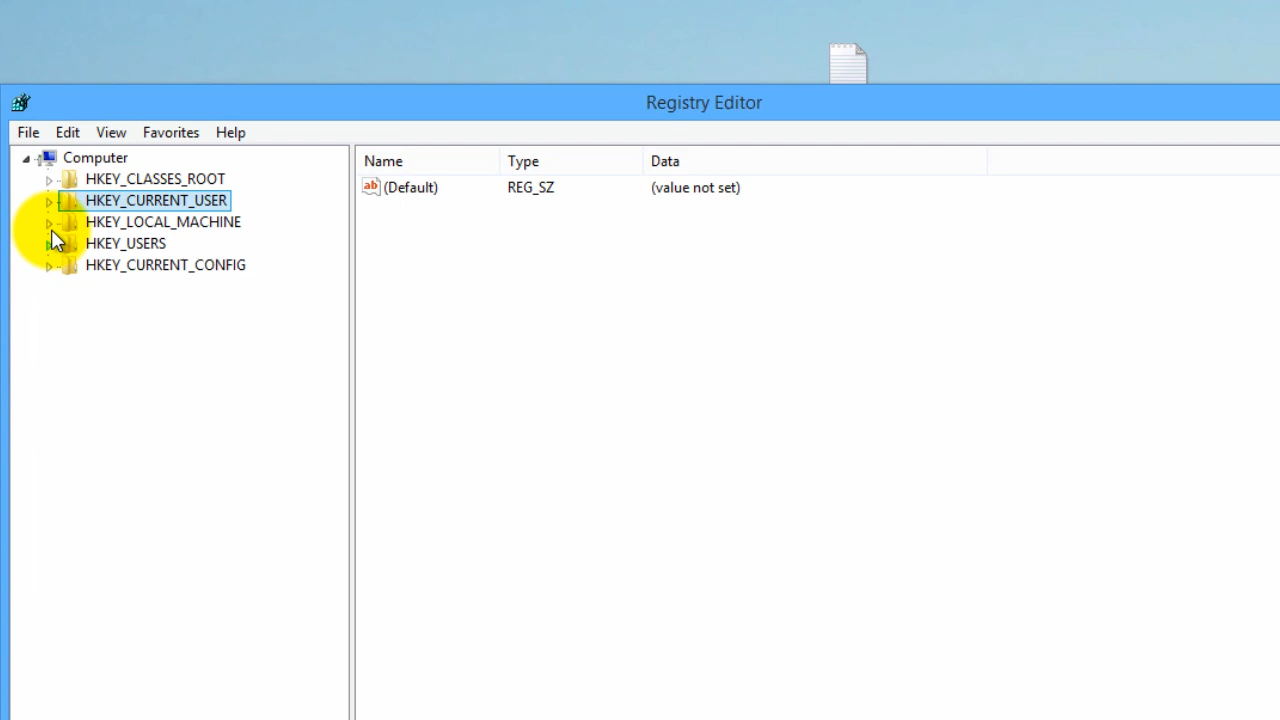 Registry Editor
File Edit View Favorites Help
Computer
HKEY_CLASSES_ROOT
HKEY_CURRENT_USER
HKEY_LOCAL_MACHINE
HKEY_USERS
HKEY_CURRENT_CONFIG
Name Type Data
ab (Default) REG_SZ (value not set)